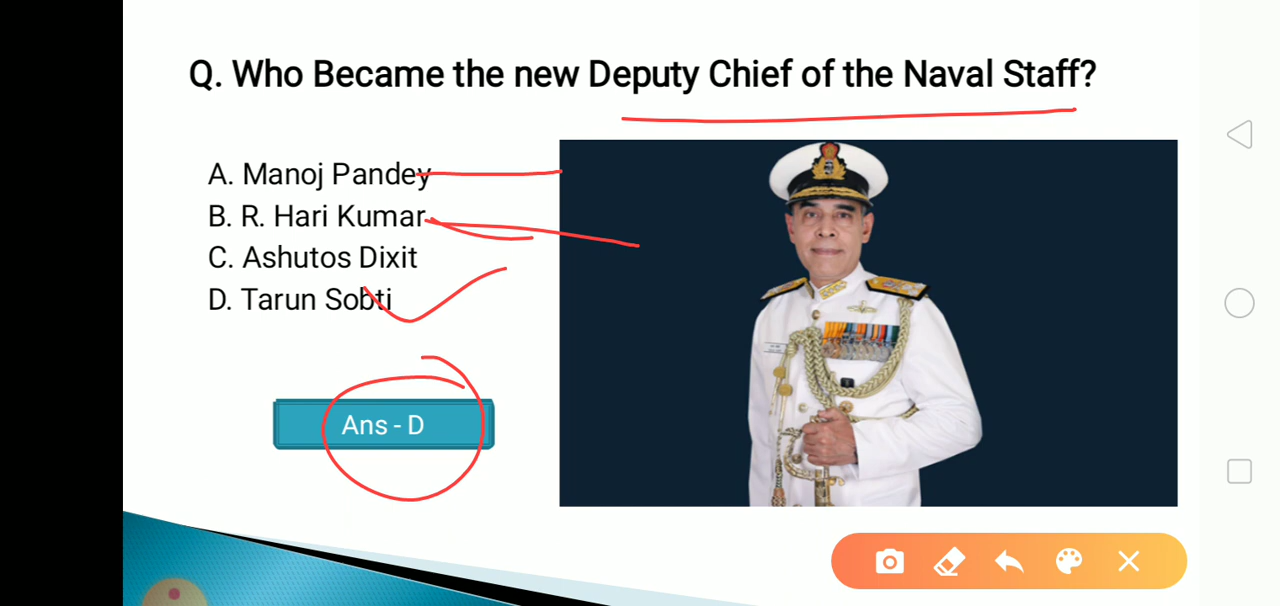 Q. Who Became the new Deputy Chief of the Naval Staff?
A. Manoj Pandey
B. R. Hari Kumar
C. Ashutos Dixit
D. Tarun Sobti
Ans - D